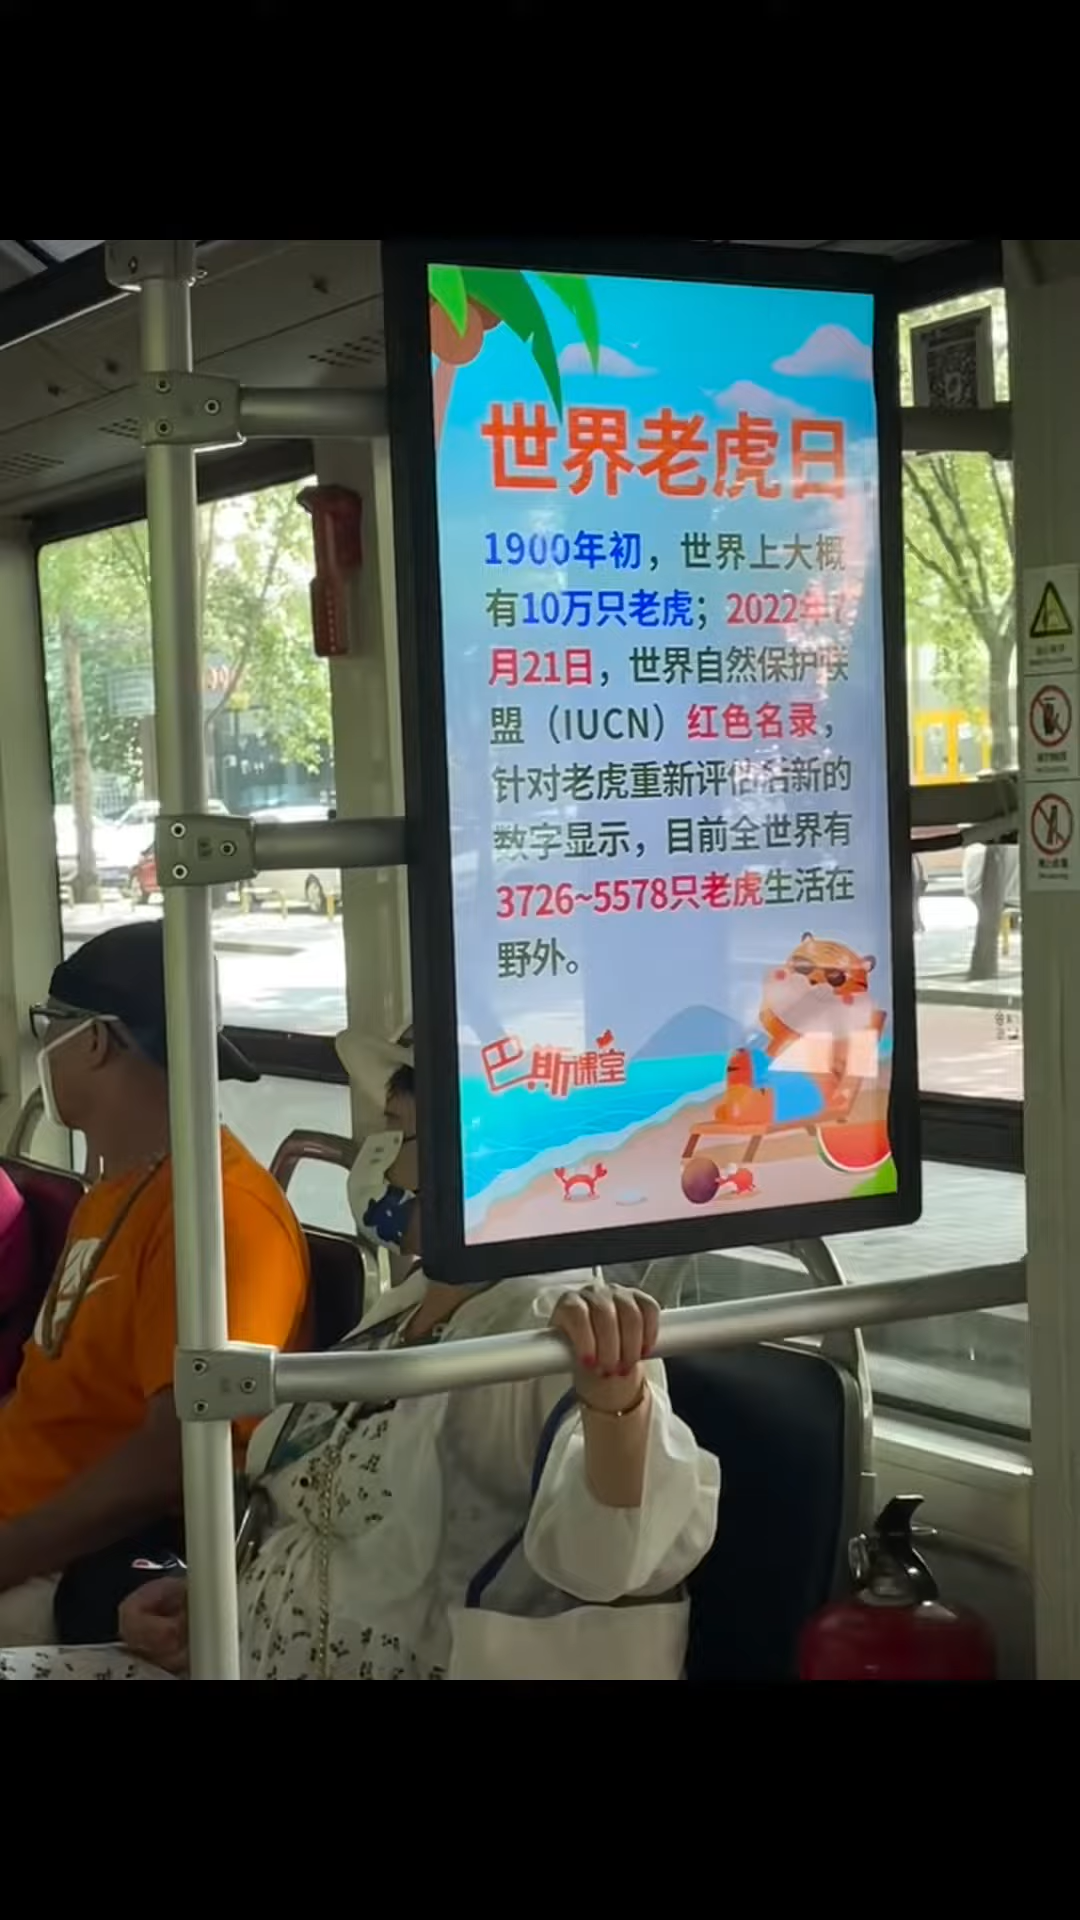 世界老虎日
1900年初，世界上大概
有10万只老虎；2022年7
月21日，世界自然保护联
盟（IUCN）红色名录，
针对老虎重新评估后新的
数字显示，目前全世界有
3726~5578只老虎生活在
野外。
巴斯课堂